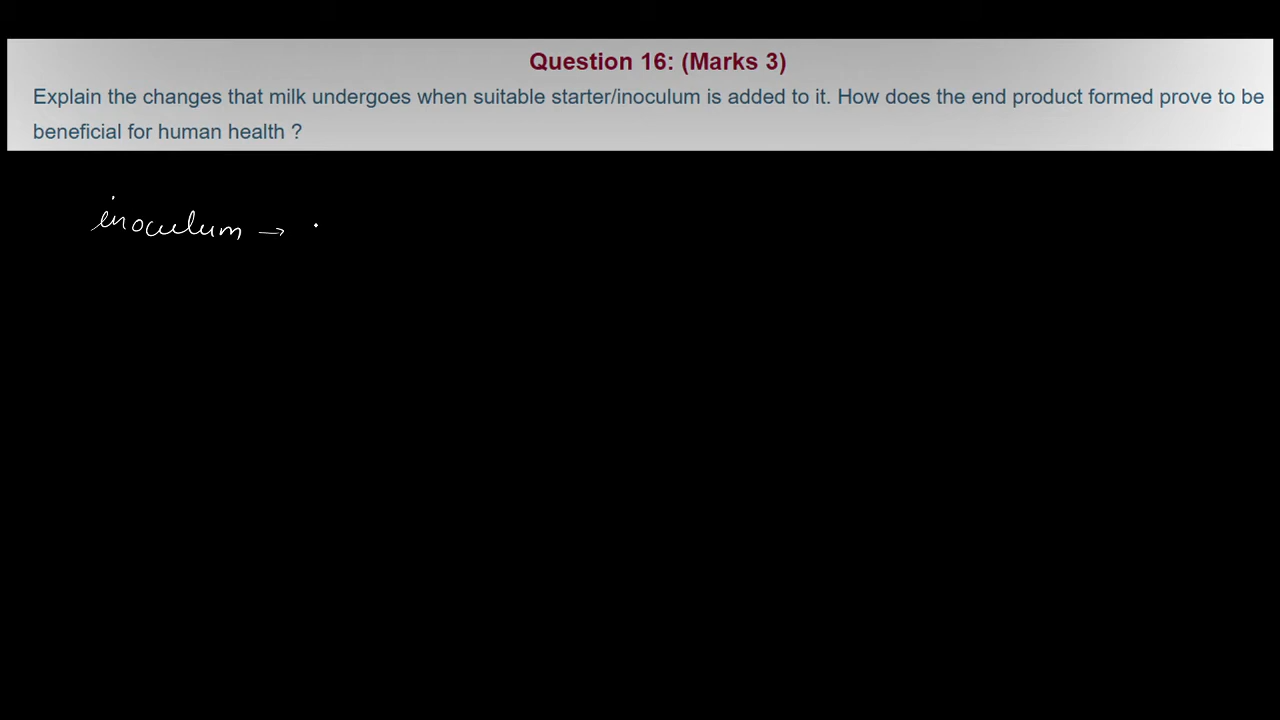 Question 16: (Marks 3)
Explain the changes that milk undergoes when suitable starter/inoculum is added to it. How does the end product formed prove to be
beneficial for human health ?
inoculum →